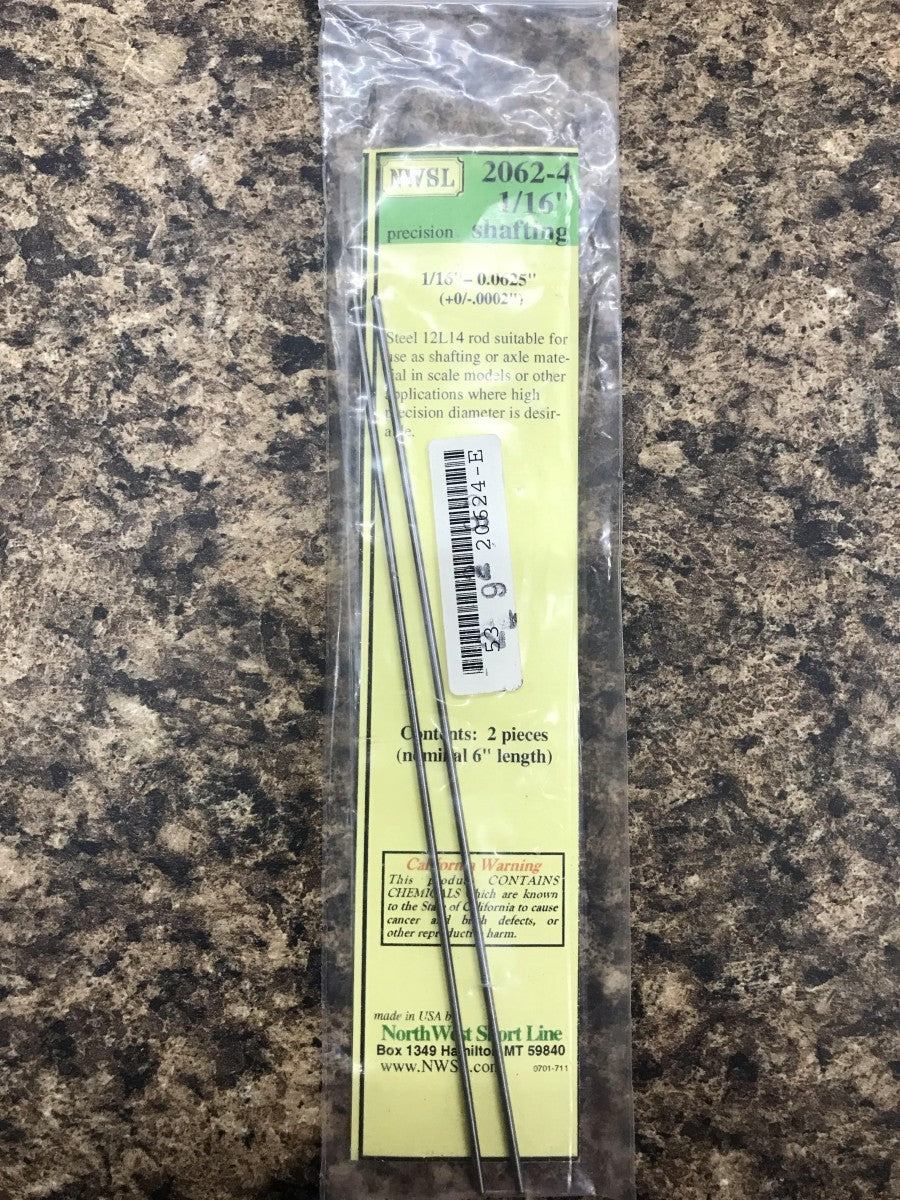 NWSL
2062-4
1/16"
precision shafting
1/16" – 0.0625"
(+0/-.0002")
Steel 12L14 rod suitable for
use as shafting or axle mate-
rial in scale models or other
applications where high
precision diameter is desir-
able.
20624-E
53
Contents: 2 pieces
(nominal 6" length)
California Warning
This product CONTAINS
CHEMICALS which are known
to the State of California to cause
cancer and birth defects, or
other reproductive harm.
made in USA by
NorthWest Short Line
Box 1349 Hamilton MT 59840
www.NWSL.com
0701-711